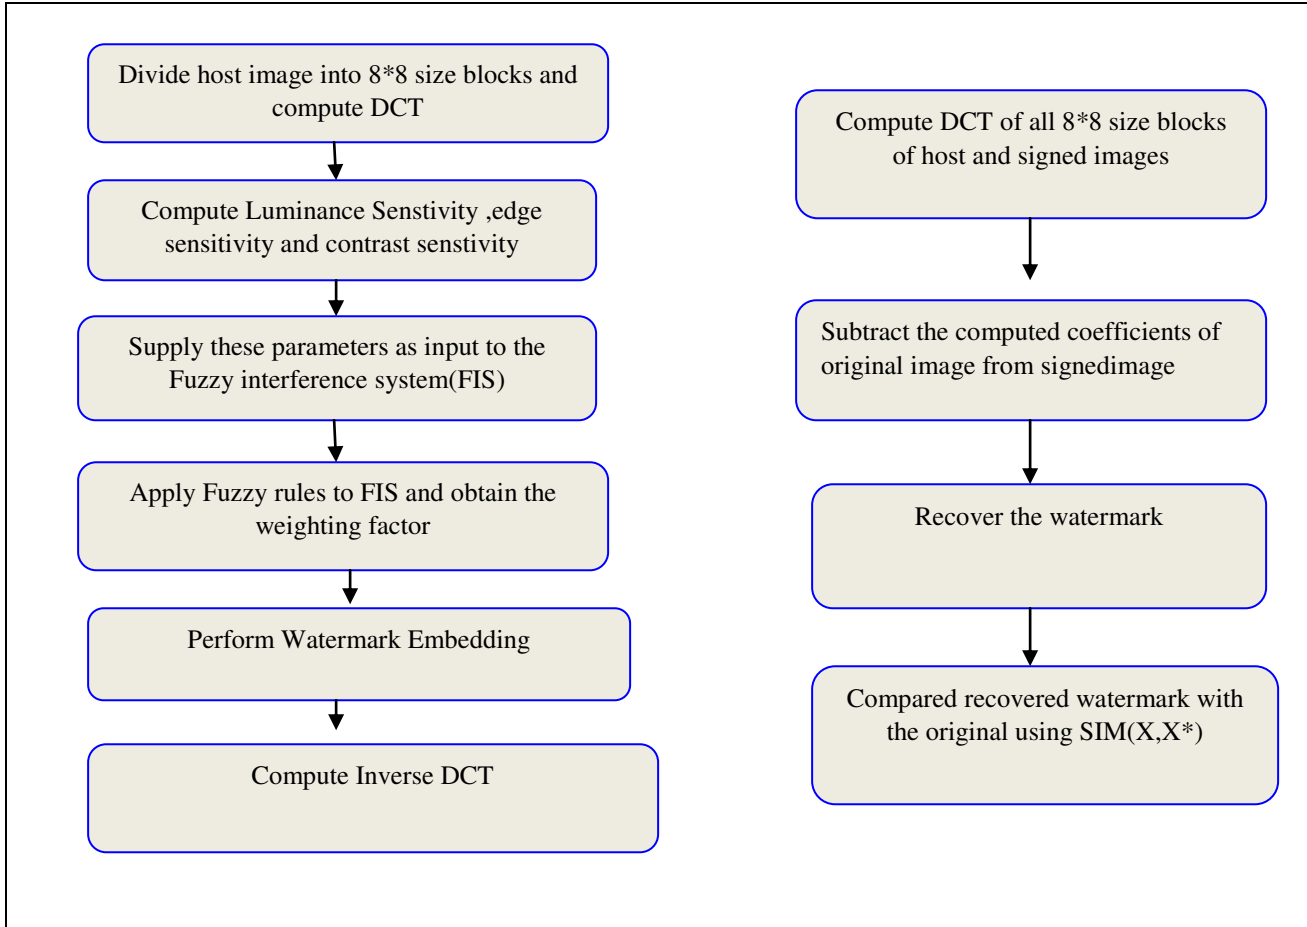 Divide host image into 8*8 size blocks and
compute DCT
Compute Luminance Senstivity ,edge
sensitivity and contrast senstivity
Supply these parameters as input to the
Fuzzy interference system(FIS)
Apply Fuzzy rules to FIS and obtain the
weighting factor
Perform Watermark Embedding
Compute Inverse DCT
Compute DCT of all 8*8 size blocks
of host and signed images
Subtract the computed coefficients of
original image from signedimage
Recover the watermark
Compared recovered watermark with
the original using SIM(X,X*)